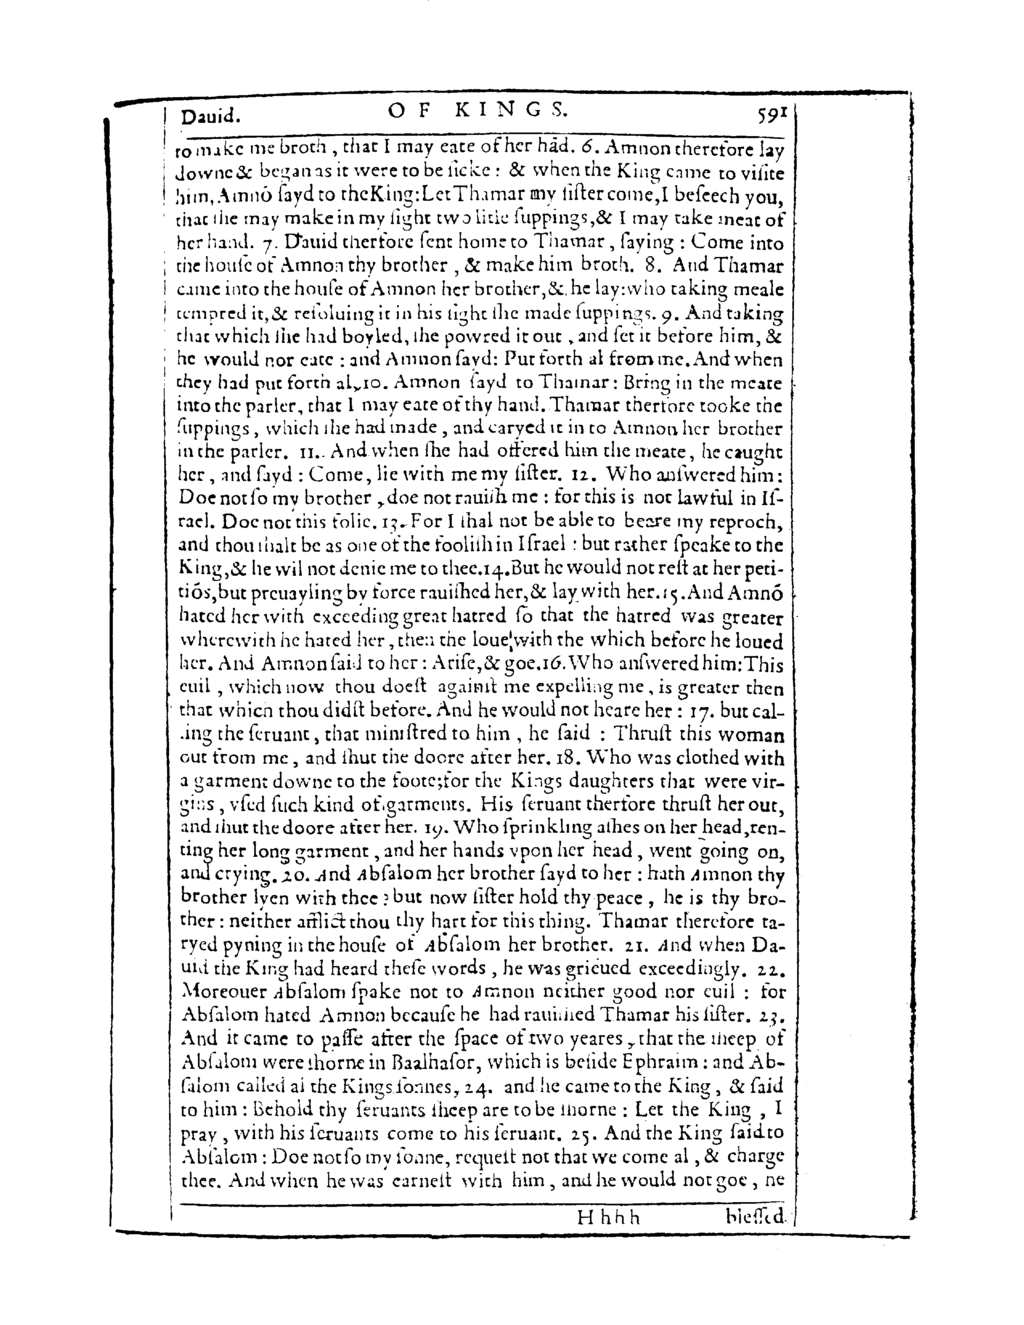 Dauid. OF KINGS. 591
to make me broth, that I may eate of her hād. 6. Amnon therefore lay
downe & began as it were to be ſicke: & when the King came to viſite
him, Amnō ſayd to the King: Let Thamar my ſiſter come, I beſeech you,
that ſhe may make in my ſight two litle ſuppings, & I may take meat of
her hand. 7. Dauid therfore ſent home to Thamar, ſaying: Come into
the houſe of Amnon thy brother, & make him broth. 8. And Thamar
came into the houſe of Amnon her brother, &. he lay: who taking meale
tempred it, & reſoluing it in his ſight ſhe made ſuppings. 9. And taking
that which ſhe had boyled, ſhe powred it out, and ſet it before him, &
he would not eate: and Amnon ſayd: Put forth al from me. And when
they had put forth al, 10. Amnon ſayd to Thamar: Bring in the meate
into the parler, that I may eate of thy hand. Thamar therfore tooke the
ſuppings, which ſhe had made, and caryed it in to Amnon her brother
in the parler. 11. And when ſhe had offered him the meate, he caught
her, and ſayd: Come, lie with me my ſiſter. 12. Who anſwered him:
Doe not ſo my brother, doe not rauiſh me: for this is not lawful in Iſ-
rael. Doe not this folie. 13. For I ſhal not be able to beare my reproch,
and thou ſhalt be as one of the fooliſh in Iſrael: but rather ſpeake to the
King, & he wil not denie me to thee. 14. But he would not reſt at her peti-
tiōs, but preuayling by force rauiſhed her, & lay with her. 15. And Amnō
hated her with exceeding great hatred ſo that the hatred was greater
wherewith he hated her, then the loue with the which before he loued
her. And Amnon ſaid to her: Ariſe, & goe. 16. Who anſwered him: This
euil, which now thou doeſt againſt me expelling me, is greater then
that which thou didſt before. And he would not heare her: 17. but cal-
ling the ſeruant, that miniſtred to him, he ſaid: Thruſt this woman
out from me, and ſhut the doore after her. 18. Who was clothed with
a garment downe to the foote; for the Kings daughters that were vir-
gins, vſed ſuch kind of garments. His ſeruant therfore thruſt her out,
and ſhut the doore after her. 19. Who ſprinkling aſhes on her head, ren-
ting her long garment, and her hands vpon her head, went going on,
and crying. 20. And Abſalom her brother ſayd to her: hath Amnon thy
brother lyen with thee? but now ſiſter hold thy peace, he is thy bro-
ther: neither afflict thou thy hart for this thing. Thamar therefore ta-
ryed pyning in the houſe of Abſalom her brother. 21. And when Da-
uid the King had heard theſe words, he was grieued exceedingly. 22.
Moreouer Abſalom ſpake not to Amnon neither good nor euil: for
Abſalom hated Amnon becauſe he had rauiſhed Thamar his ſiſter. 23.
And it came to paſſe after the ſpace of two yeares, that the ſheep of
Abſalom were ſhorne in Baalhaſor, which is beſide Ephraim: and Ab-
ſalom called al the Kings ſonnes, 24. and he came to the King, & ſaid
to him: Behold thy ſeruants ſheep are to be ſhorne: Let the King, I
pray, with his ſeruants come to his ſeruant. 25. And the King ſaid to
Abſalom: Doe not ſo my ſonne, requeſt not that we come al, & charge
thee. And when he was earneſt with him, and he would not goe, he
Hhhh bleſſed